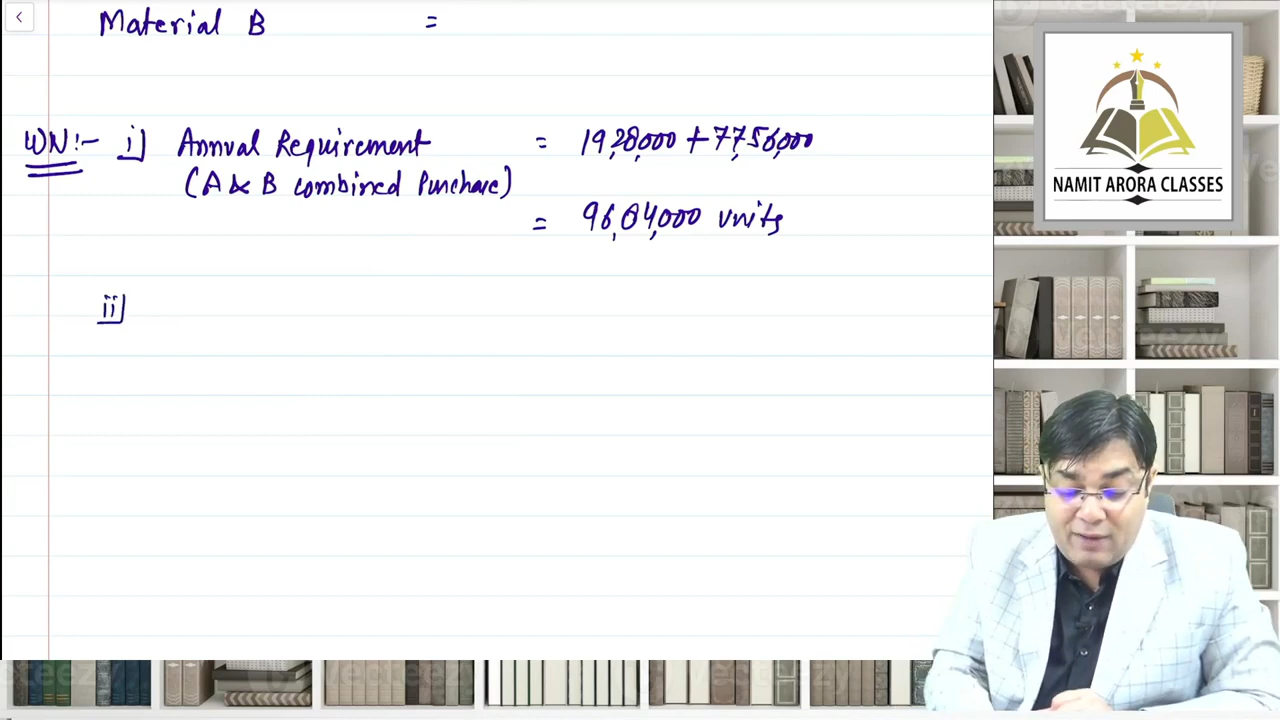 Material B =
WN:- i] Annual Requirement = 19,28,000 + 77,56,000
(A & B Combined Purchase)
= 96,84,000 units
ii]
NAMIT ARORA CLASSES